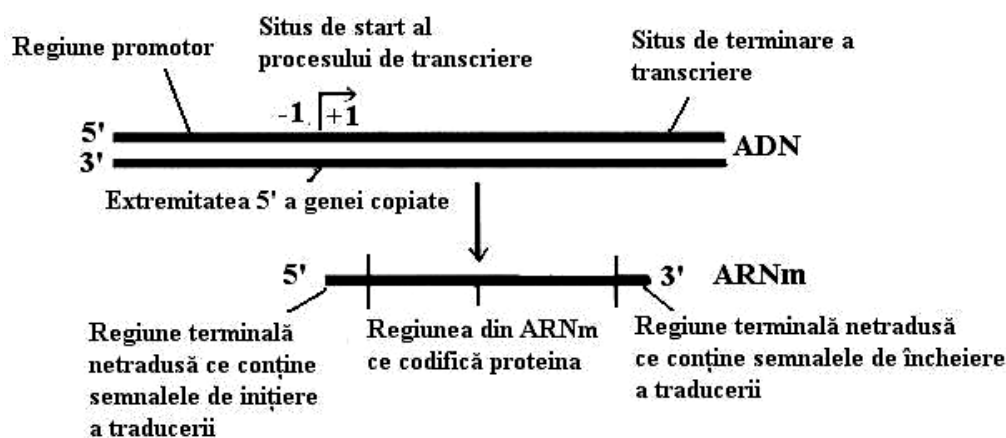 Regiune promotor
Situs de start al
procesului de transcriere
Situs de terminare a
transcriere
-1
+1
5'
3'
ADN
Extremitatea 5' a genei copiate
5'
3'
ARNm
Regiune terminală
netradusă ce conține
semnalele de inițiere
a traducerii
Regiunea din ARNm
ce codifică proteina
Regiune terminală netradusă
ce conține semnalele de încheiere
a traducerii